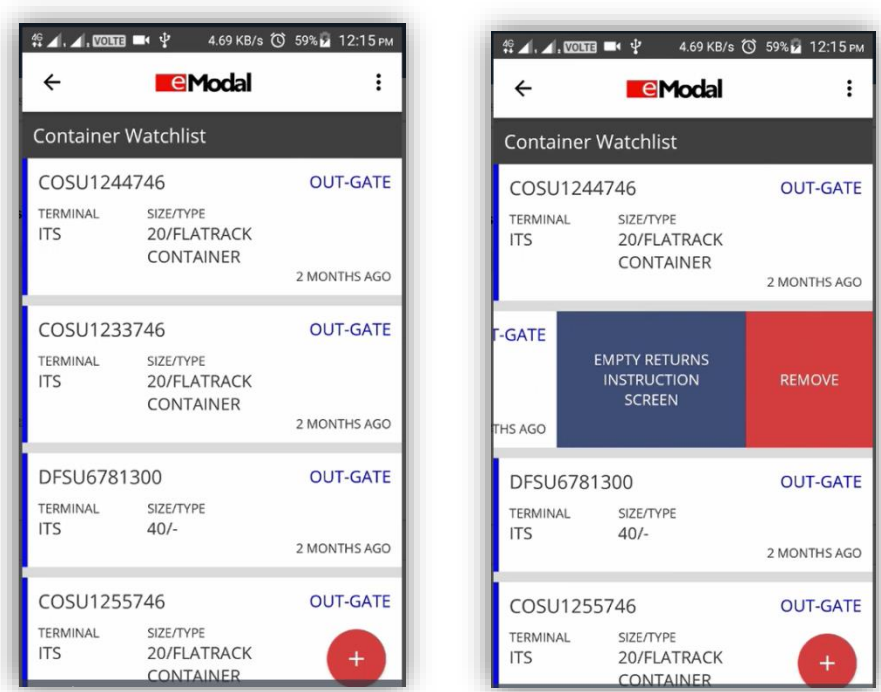 4G VOLTE 4.69 KB/s 59% 12:15 PM
eModal
Container Watchlist
COSU1244746 OUT-GATE
TERMINAL SIZE/TYPE
ITS 20/FLATRACK
CONTAINER
2 MONTHS AGO
COSU1233746 OUT-GATE
TERMINAL SIZE/TYPE
ITS 20/FLATRACK
CONTAINER
2 MONTHS AGO
DFSU6781300 OUT-GATE
TERMINAL SIZE/TYPE
ITS 40/-
2 MONTHS AGO
COSU1255746 OUT-GATE
TERMINAL SIZE/TYPE
ITS 20/FLATRACK
CONTAINER
+
4G VOLTE 4.69 KB/s 59% 12:15 PM
eModal
Container Watchlist
COSU1244746 OUT-GATE
TERMINAL SIZE/TYPE
ITS 20/FLATRACK
CONTAINER
2 MONTHS AGO
T-GATE
EMPTY RETURNS
INSTRUCTION
SCREEN
REMOVE
THS AGO
DFSU6781300 OUT-GATE
TERMINAL SIZE/TYPE
ITS 40/-
2 MONTHS AGO
COSU1255746 OUT-GATE
TERMINAL SIZE/TYPE
ITS 20/FLATRACK
CONTAINER
+